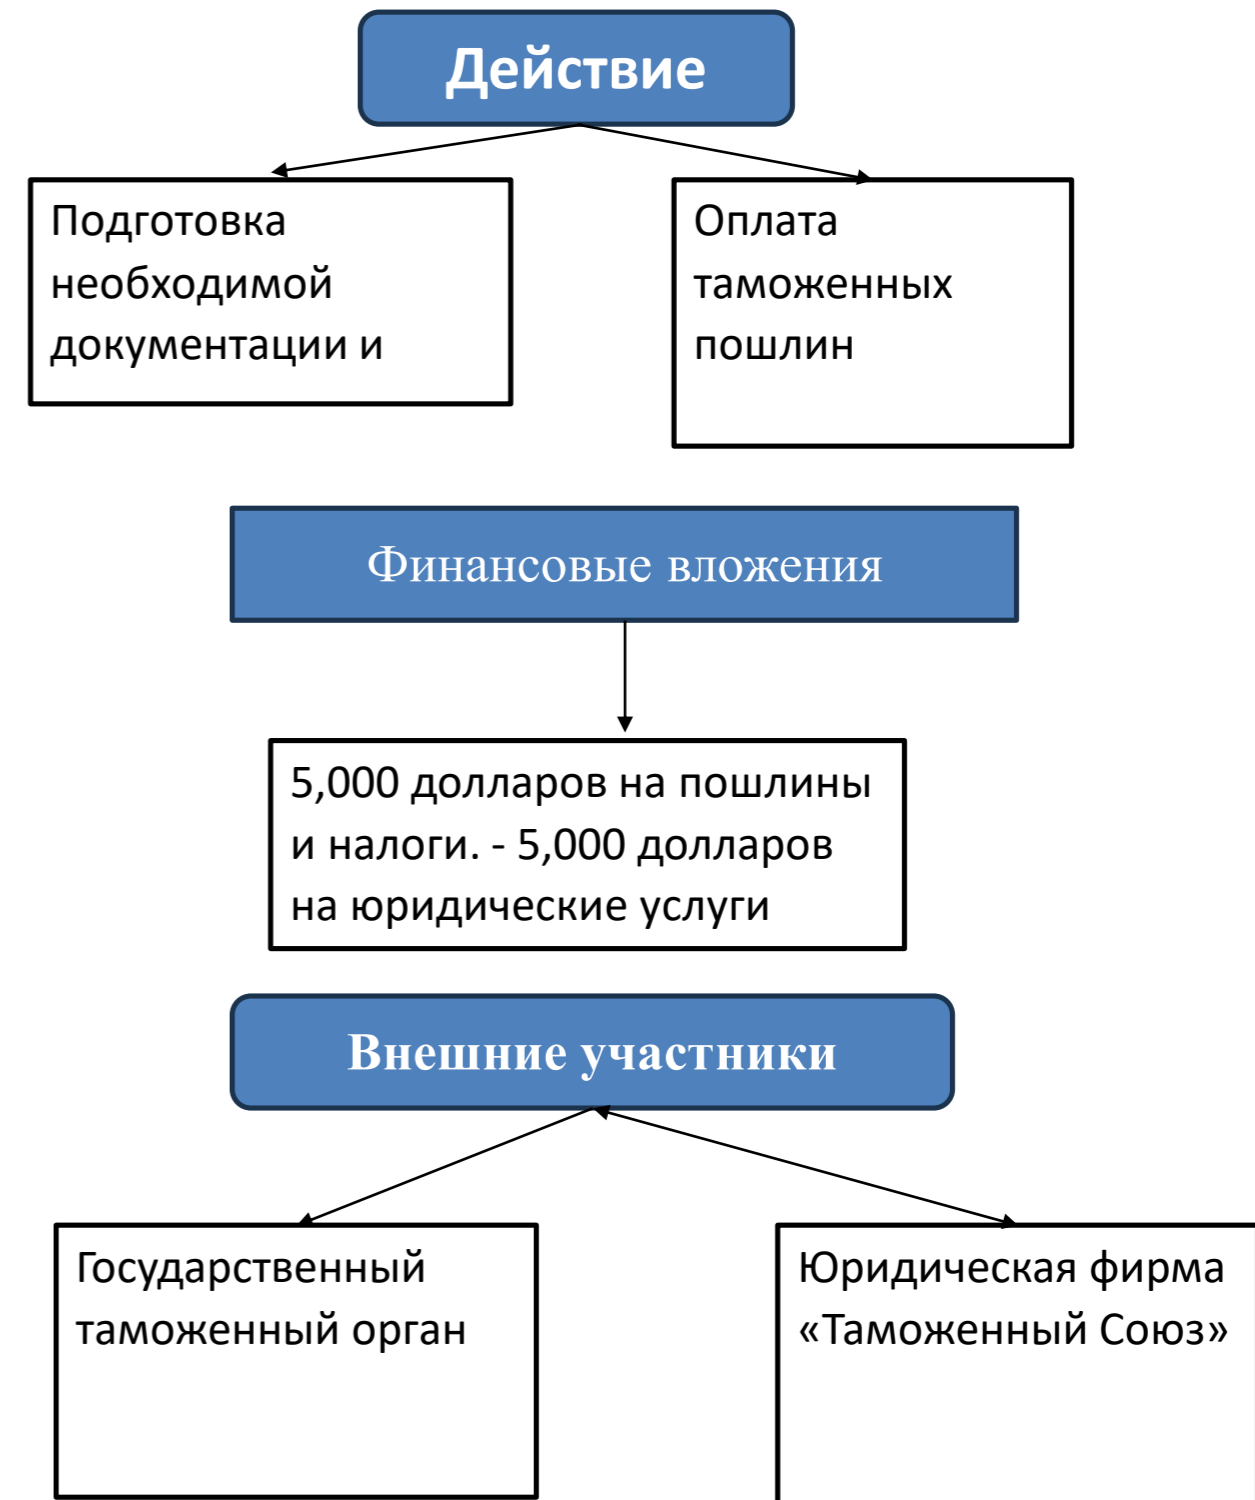 Действие
Подготовка
необходимой
документации и
Оплата
таможенных
пошлин
Финансовые вложения
5,000 долларов на пошлины
и налоги. - 5,000 долларов
на юридические услуги
Внешние участники
Государственный
таможенный орган
Юридическая фирма
«Таможенный Союз»